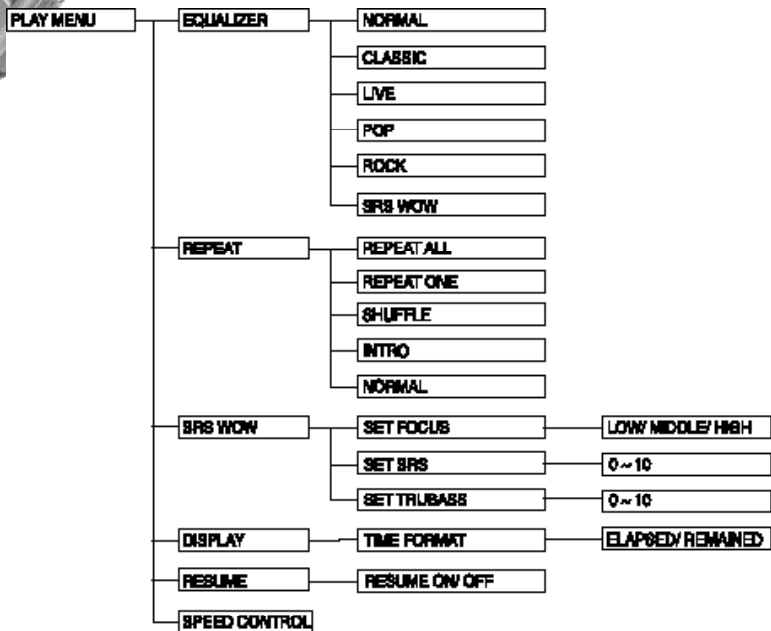 PLAY MENU
EQUALIZER
NORMAL
CLASSIC
LIVE
POP
ROCK
SRS WOW
REPEAT
REPEAT ALL
REPEAT ONE
SHUFFLE
INTRO
NORMAL
SRS WOW
SET FOCUS
LOW/ MIDDLE/ HIGH
SET SRS
0 ~ 10
SET TRUBASS
0 ~ 10
DISPLAY
TIME FORMAT
ELAPSED/ REMAINED
RESUME
RESUME ON/ OFF
SPEED CONTROL